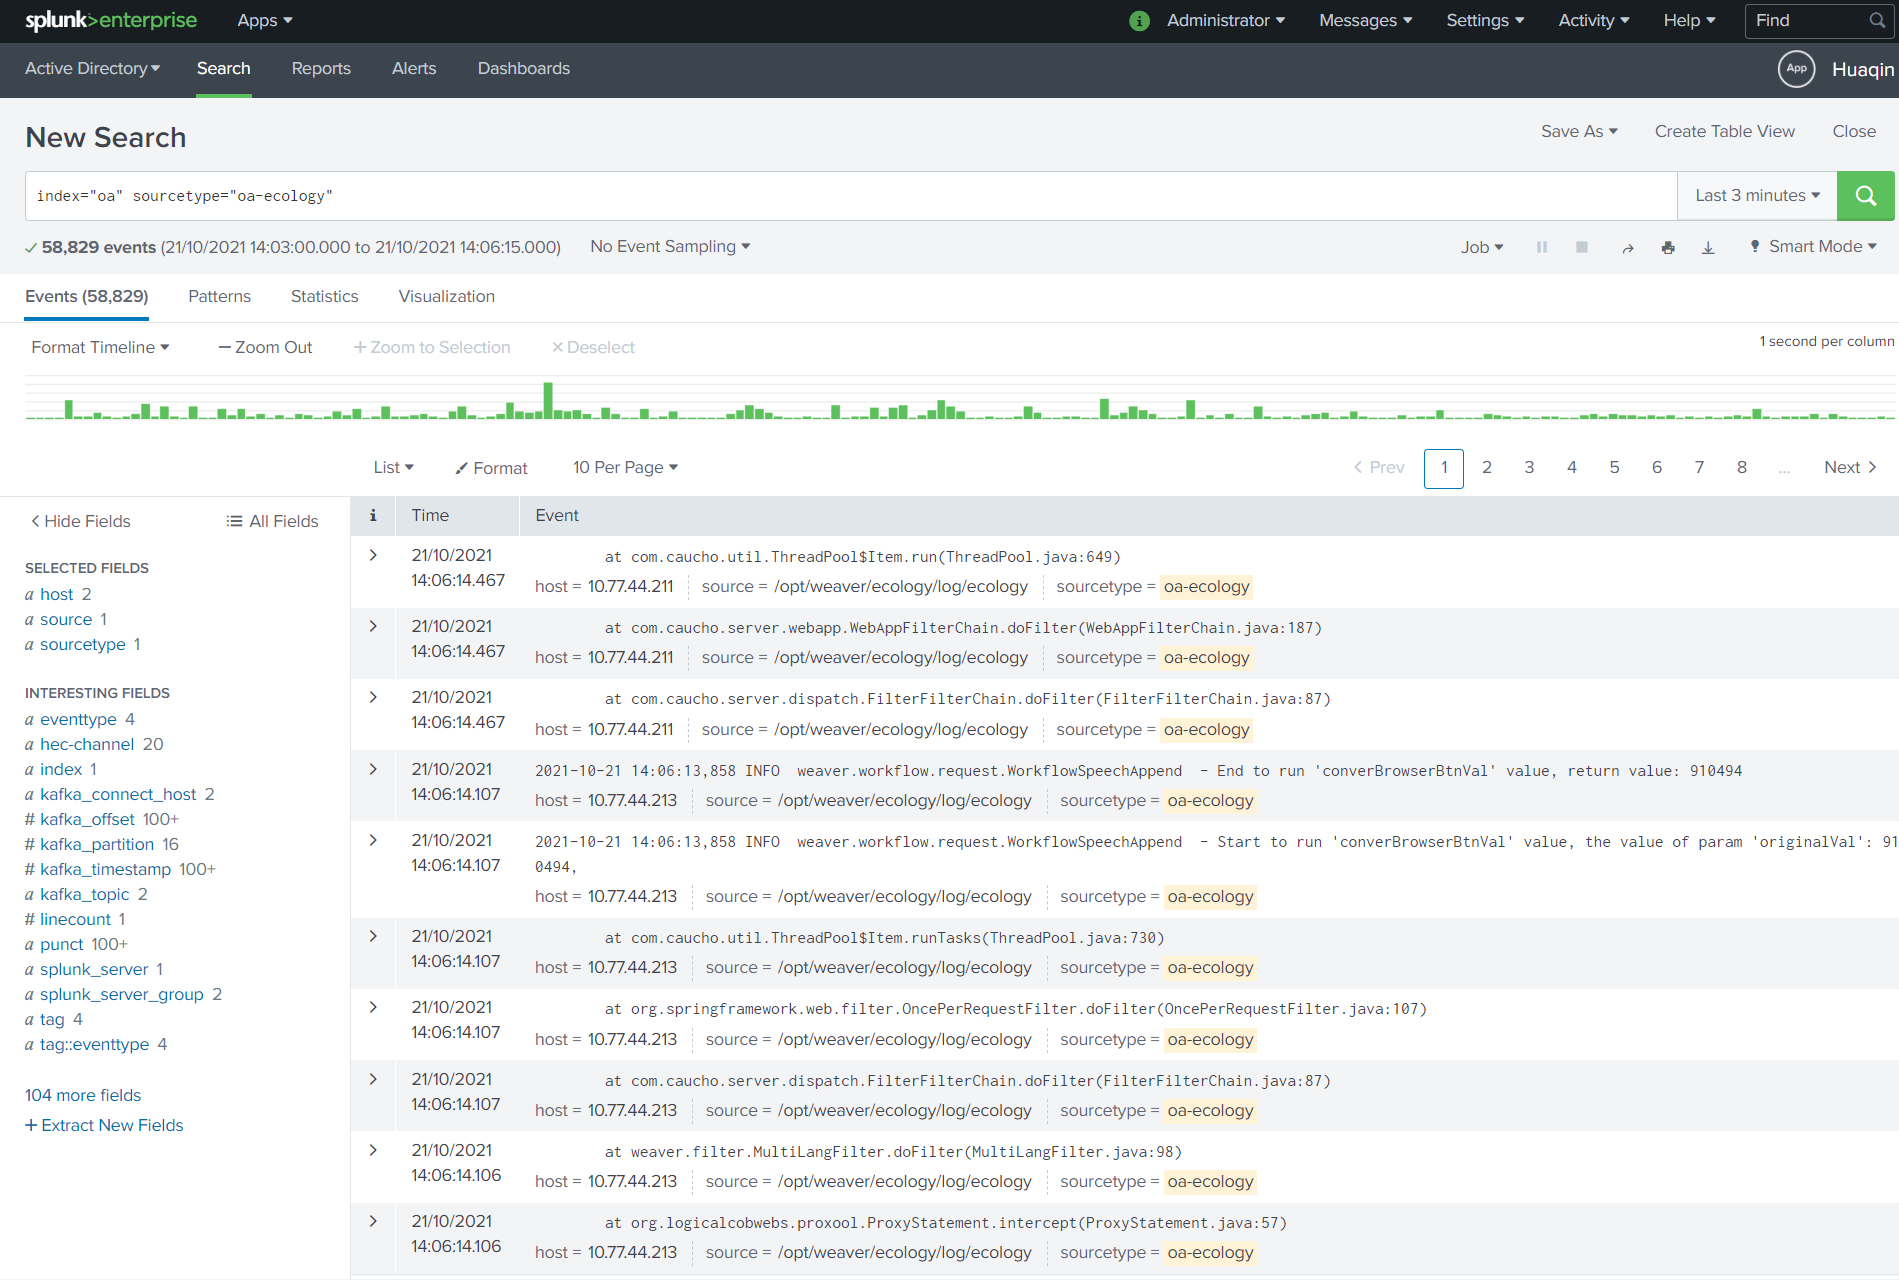 splunk>enterprise Apps Administrator Messages Settings Activity Help Find
Active Directory Search Reports Alerts Dashboards App Huaqin
New Search Save As Create Table View Close
index="oa" sourcetype="oa-ecology" Last 3 minutes
58,829 events (21/10/2021 14:03:00.000 to 21/10/2021 14:06:15.000) No Event Sampling Job Smart Mode
Events (58,829) Patterns Statistics Visualization
Format Timeline — Zoom Out + Zoom to Selection × Deselect 1 second per column
List Format 10 Per Page < Prev 1 2 3 4 5 6 7 8 ... Next >
< Hide Fields All Fields
SELECTED FIELDS
a host 2
a source 1
a sourcetype 1
INTERESTING FIELDS
a eventtype 4
a hec-channel 20
a index 1
a kafka_connect_host 2
# kafka_offset 100+
# kafka_partition 16
# kafka_timestamp 100+
a kafka_topic 2
# linecount 1
a punct 100+
a splunk_server 1
a splunk_server_group 2
a tag 4
a tag::eventtype 4
104 more fields
+ Extract New Fields
i Time Event
> 21/10/2021 at com.caucho.util.ThreadPool$Item.run(ThreadPool.java:649)
14:06:14.467 host = 10.77.44.211 source = /opt/weaver/ecology/log/ecology sourcetype = oa-ecology
> 21/10/2021 at com.caucho.server.webapp.WebAppFilterChain.doFilter(WebAppFilterChain.java:187)
14:06:14.467 host = 10.77.44.211 source = /opt/weaver/ecology/log/ecology sourcetype = oa-ecology
> 21/10/2021 at com.caucho.server.dispatch.FilterFilterChain.doFilter(FilterFilterChain.java:87)
14:06:14.467 host = 10.77.44.211 source = /opt/weaver/ecology/log/ecology sourcetype = oa-ecology
> 21/10/2021 2021-10-21 14:06:13,858 INFO weaver.workflow.request.WorkflowSpeechAppend - End to run 'converBrowserBtnVal' value, return value: 910494
14:06:14.107 host = 10.77.44.213 source = /opt/weaver/ecology/log/ecology sourcetype = oa-ecology
> 21/10/2021 2021-10-21 14:06:13,858 INFO weaver.workflow.request.WorkflowSpeechAppend - Start to run 'converBrowserBtnVal' value, the value of param 'originalVal': 91
14:06:14.107 0494,
host = 10.77.44.213 source = /opt/weaver/ecology/log/ecology sourcetype = oa-ecology
> 21/10/2021 at com.caucho.util.ThreadPool$Item.runTasks(ThreadPool.java:730)
14:06:14.107 host = 10.77.44.213 source = /opt/weaver/ecology/log/ecology sourcetype = oa-ecology
> 21/10/2021 at org.springframework.web.filter.OncePerRequestFilter.doFilter(OncePerRequestFilter.java:107)
14:06:14.107 host = 10.77.44.213 source = /opt/weaver/ecology/log/ecology sourcetype = oa-ecology
> 21/10/2021 at com.caucho.server.dispatch.FilterFilterChain.doFilter(FilterFilterChain.java:87)
14:06:14.107 host = 10.77.44.213 source = /opt/weaver/ecology/log/ecology sourcetype = oa-ecology
> 21/10/2021 at weaver.filter.MultiLangFilter.doFilter(MultiLangFilter.java:98)
14:06:14.106 host = 10.77.44.213 source = /opt/weaver/ecology/log/ecology sourcetype = oa-ecology
> 21/10/2021 at org.logicalcobwebs.proxool.ProxyStatement.intercept(ProxyStatement.java:57)
14:06:14.106 host = 10.77.44.213 source = /opt/weaver/ecology/log/ecology sourcetype = oa-ecology